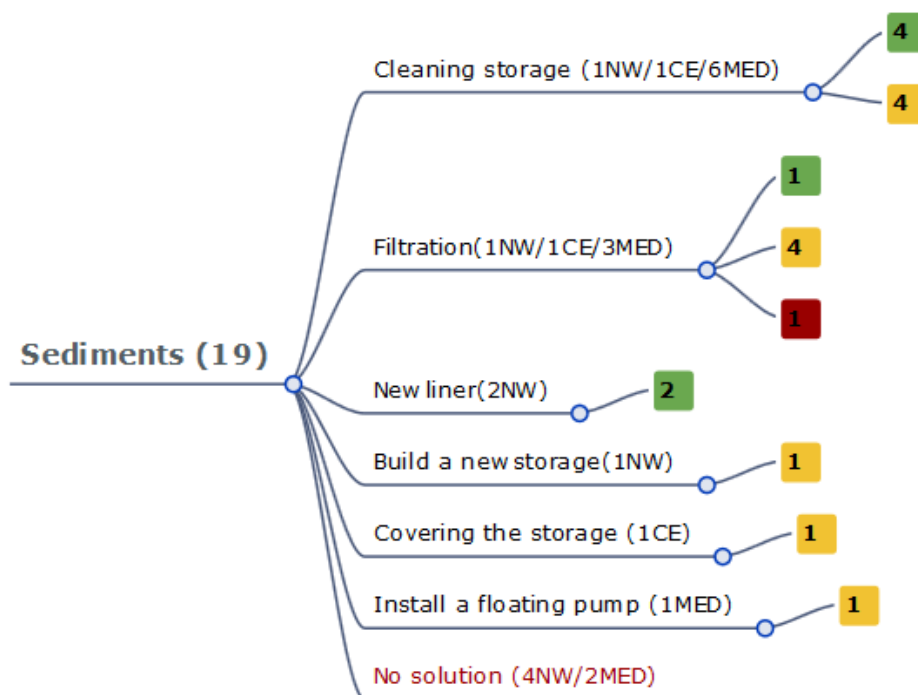 4
Cleaning storage (1NW/1CE/6MED)
4
1
Filtration(1NW/1CE/3MED)
4
1
Sediments (19)
New liner(2NW)
2
Build a new storage(1NW)
1
Covering the storage (1CE)
1
Install a floating pump (1MED)
1
No solution (4NW/2MED)